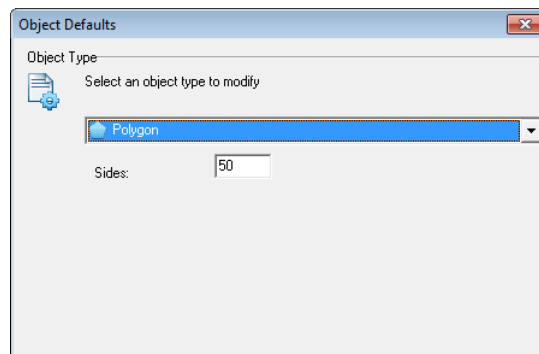 Object Defaults
Object Type
Select an object type to modify
Polygon
Sides: 50